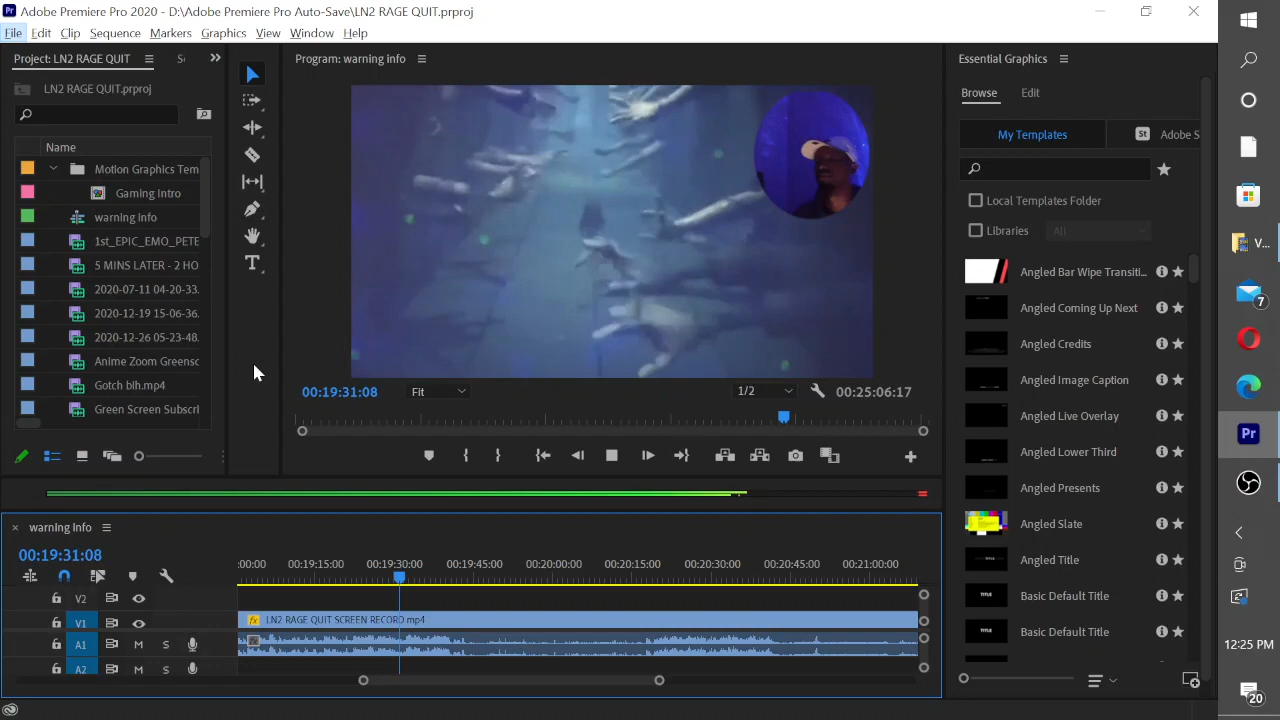 Adobe Premiere Pro 2020 - D:\Adobe Premiere Pro Auto-Save\LN2 RAGE QUIT.prproj
File Edit Clip Sequence Markers Graphics View Window Help
Project: LN2 RAGE QUIT
LN2 RAGE QUIT.prproj
Name
Motion Graphics Tem
Gaming Intro
warning Info
1st_EPIC_EMO_PETE
5 MINS LATER - 2 HO
2020-07-11 04-20-33.
2020-12-19 15-06-36.
2020-12-26 05-23-48.
Anime Zoom Greensc
Gotch blh.mp4
Green Screen Subscri
Program: warning info
00:19:31:08
Fit
1/2
00:25:06:17
Essential Graphics
Browse Edit
My Templates
St Adobe S
Local Templates Folder
Libraries
All
Angled Bar Wipe Transiti...
Angled Coming Up Next
Angled Credits
Angled Image Caption
Angled Live Overlay
Angled Lower Third
Angled Presents
Angled Slate
Angled Title
Basic Default Title
Basic Default Title
warning Info
00:19:31:08
:00:00 00:19:15:00 00:19:30:00 00:19:45:00 00:20:00:00 00:20:15:00 00:20:30:00 00:20:45:00 00:21:00:00
V2
V1
LN2 RAGE QUIT SCREEN RECORD.mp4
A1 M S
A2 M S
V...
7
Pr
12:25 PM
20